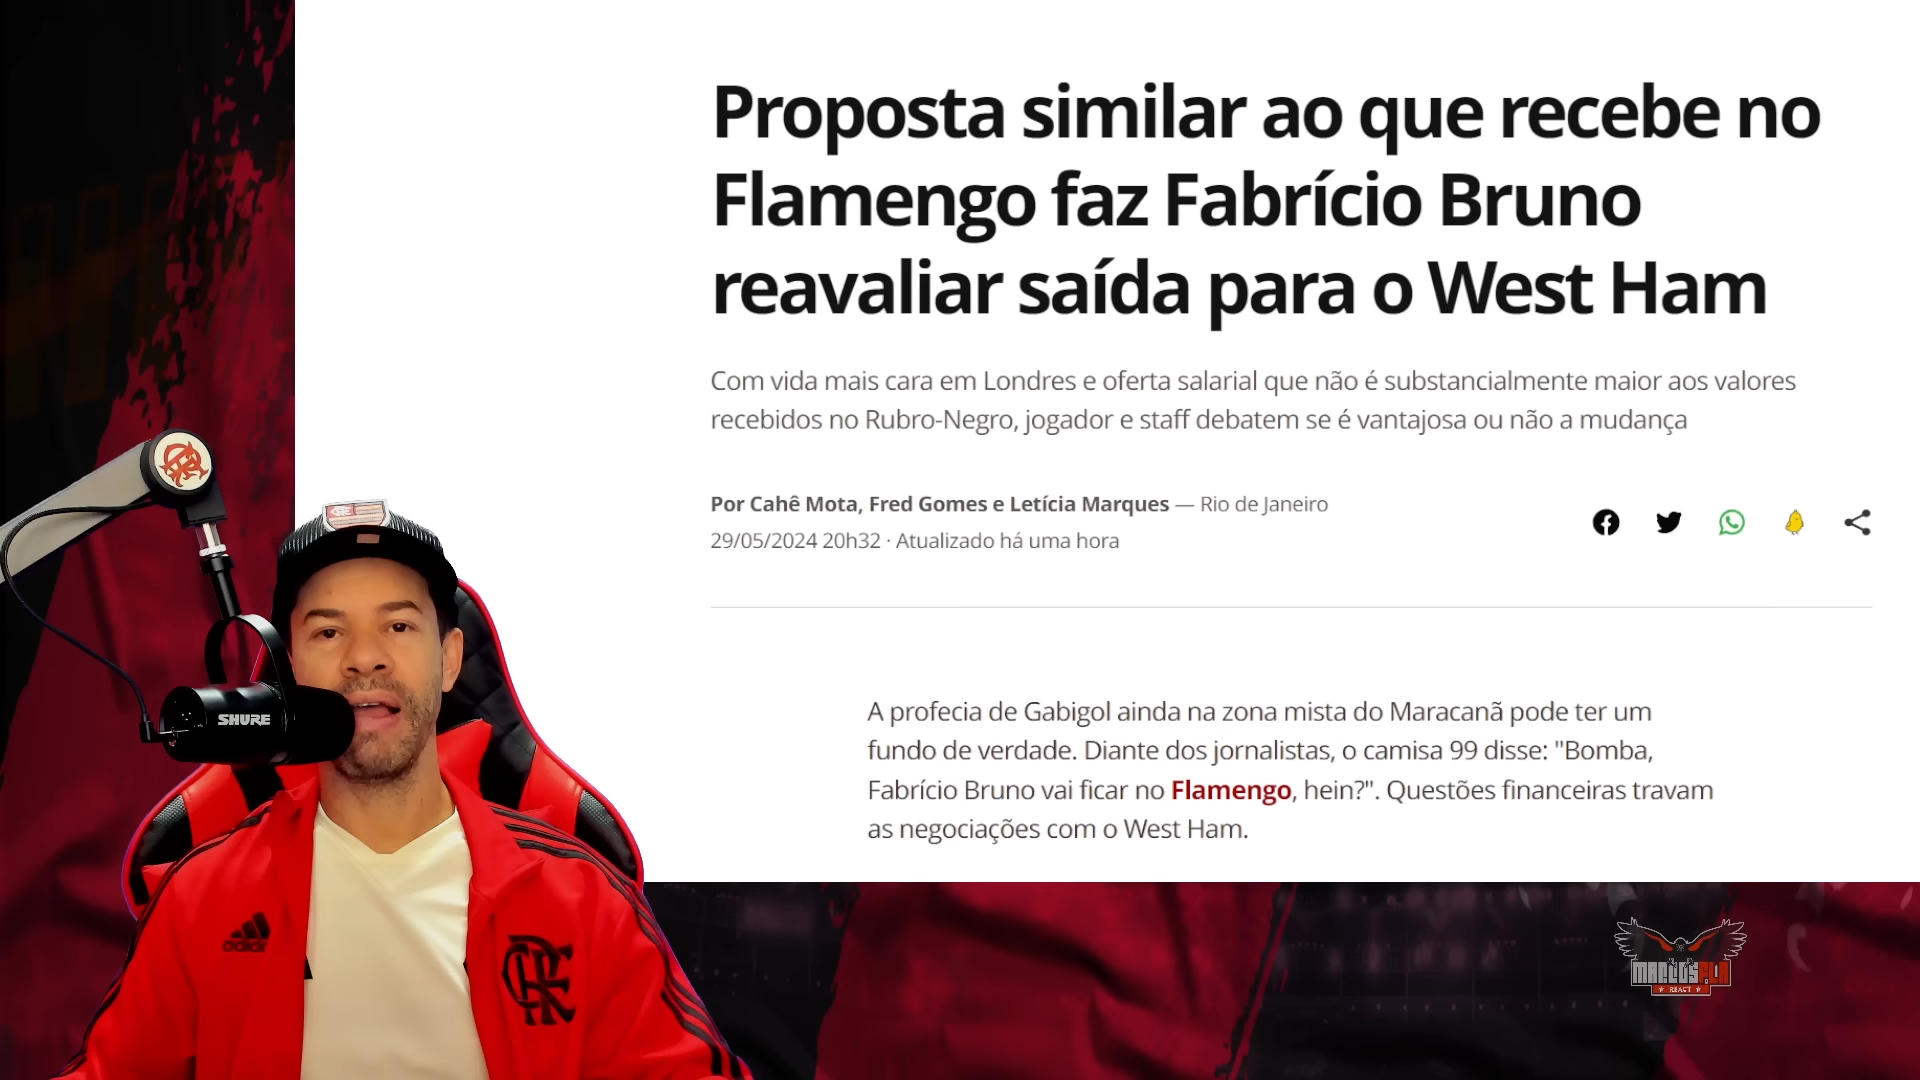 Proposta similar ao que recebe no
Flamengo faz Fabrício Bruno
reavaliar saída para o West Ham
Com vida mais cara em Londres e oferta salarial que não é substancialmente maior aos valores
recebidos no Rubro-Negro, jogador e staff debatem se é vantajosa ou não a mudança
Por Cahê Mota, Fred Gomes e Letícia Marques — Rio de Janeiro
29/05/2024 20h32 · Atualizado há uma hora
A profecia de Gabigol ainda na zona mista do Maracanã pode ter um
fundo de verdade. Diante dos jornalistas, o camisa 99 disse: "Bomba,
Fabrício Bruno vai ficar no Flamengo, hein?". Questões financeiras travam
as negociações com o West Ham.
SHURE
adidas
CRF
MARCOSFLA
REACT